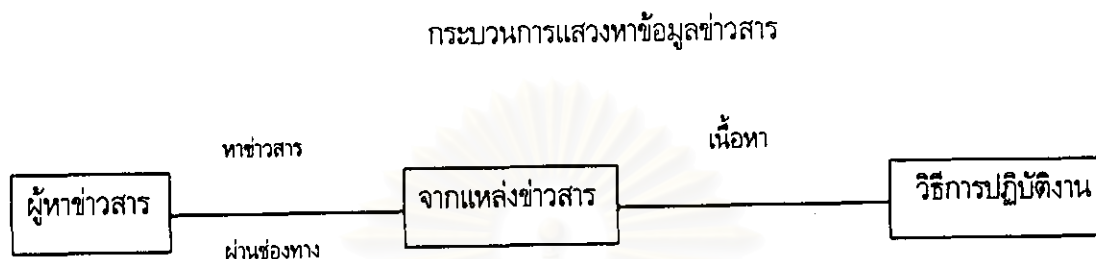 กระบวนการแสวงหาข้อมูลข่าวสาร
หาข่าวสาร
เนื้อหา
ผู้หาข่าวสาร
จากแหล่งข่าวสาร
วิธีการปฏิบัติงาน
ผ่านช่องทาง